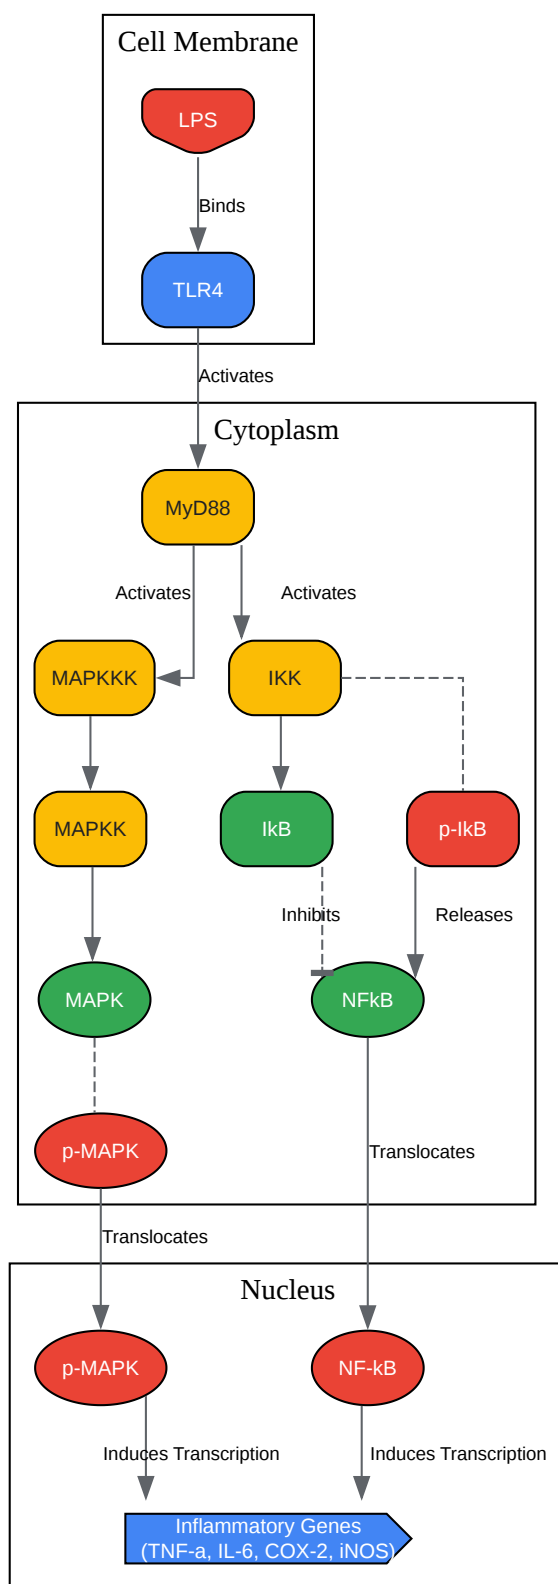 Cell Membrane
LPS
Binds
TLR4
Activates
Cytoplasm
MyD88
Activates
Activates
MAPKKK
IKK
MAPKK
IkB
p-IkB
Inhibits
Releases
MAPK
NFkB
p-MAPK
Translocates
Translocates
Nucleus
p-MAPK
NF-kB
Induces Transcription
Induces Transcription
Inflammatory Genes
(TNF-a, IL-6, COX-2, iNOS)